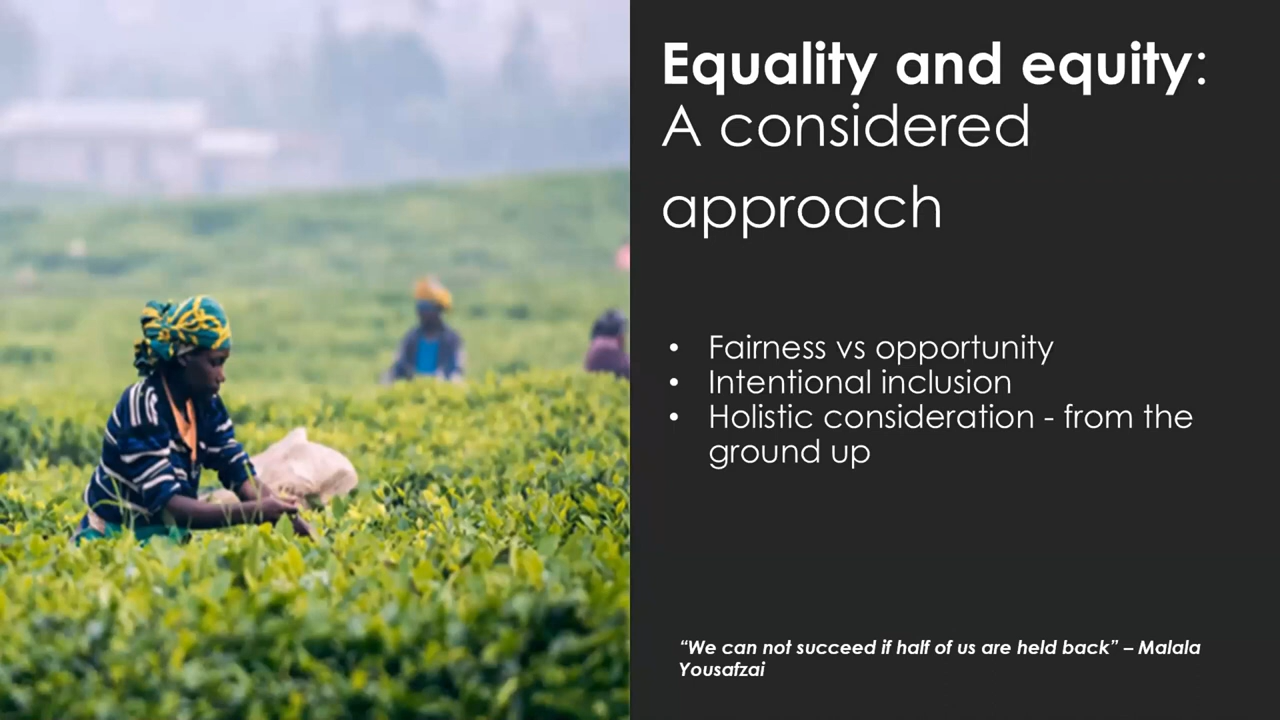 Equality and equity:
A considered
approach
• Fairness vs opportunity
• Intentional inclusion
• Holistic consideration - from the
ground up
“We can not succeed if half of us are held back” – Malala
Yousafzai